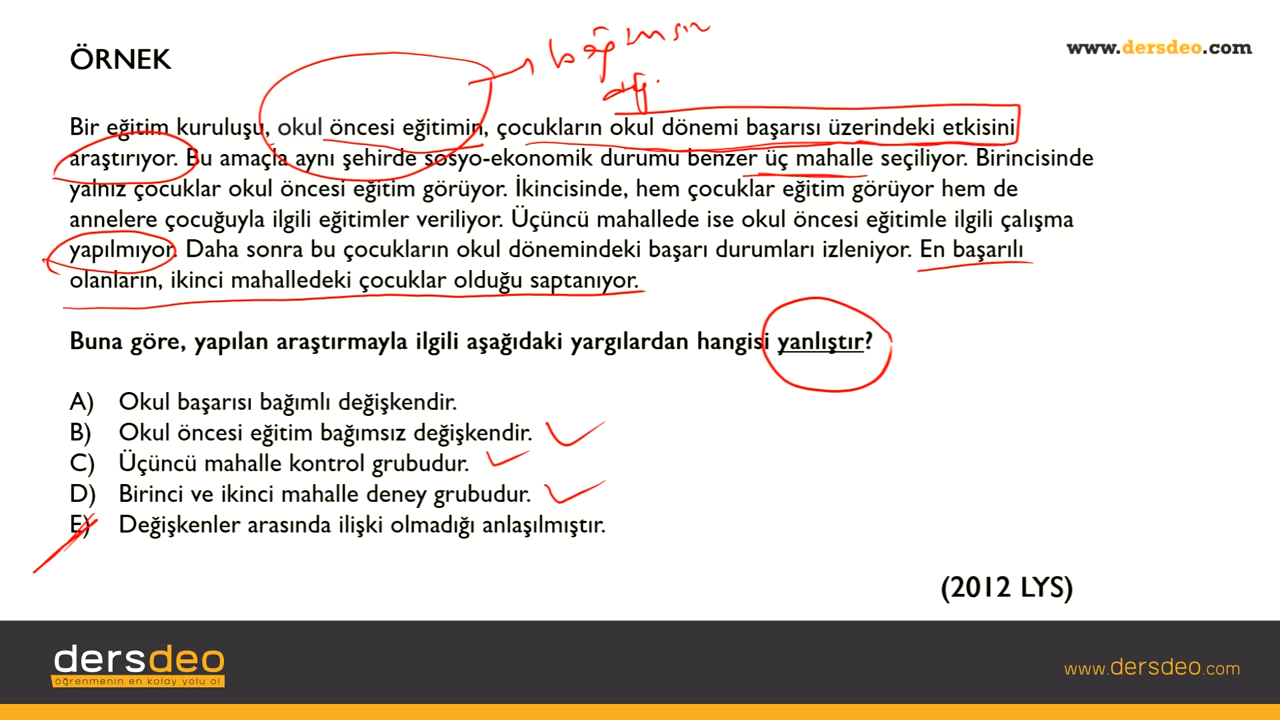 ÖRNEK
bağımsız
değ.
www.dersdeo.com
Bir eğitim kuruluşu, okul öncesi eğitimin, çocukların okul dönemi başarısı üzerindeki etkisini
araştırıyor. Bu amaçla aynı şehirde sosyo-ekonomik durumu benzer üç mahalle seçiliyor. Birincisinde
yalnız çocuklar okul öncesi eğitim görüyor. İkincisinde, hem çocuklar eğitim görüyor hem de
annelere çocuğuyla ilgili eğitimler veriliyor. Üçüncü mahallede ise okul öncesi eğitimle ilgili çalışma
yapılmıyor. Daha sonra bu çocukların okul dönemindeki başarı durumları izleniyor. En başarılı
olanların, ikinci mahalledeki çocuklar olduğu saptanıyor.
Buna göre, yapılan araştırmayla ilgili aşağıdaki yargılardan hangisi yanlıştır?
A) Okul başarısı bağımlı değişkendir.
B) Okul öncesi eğitim bağımsız değişkendir.
C) Üçüncü mahalle kontrol grubudur.
D) Birinci ve ikinci mahalle deney grubudur.
E) Değişkenler arasında ilişki olmadığı anlaşılmıştır.
(2012 LYS)
dersdeo
öğrenmenin en kolay yolu o!
www.dersdeo.com